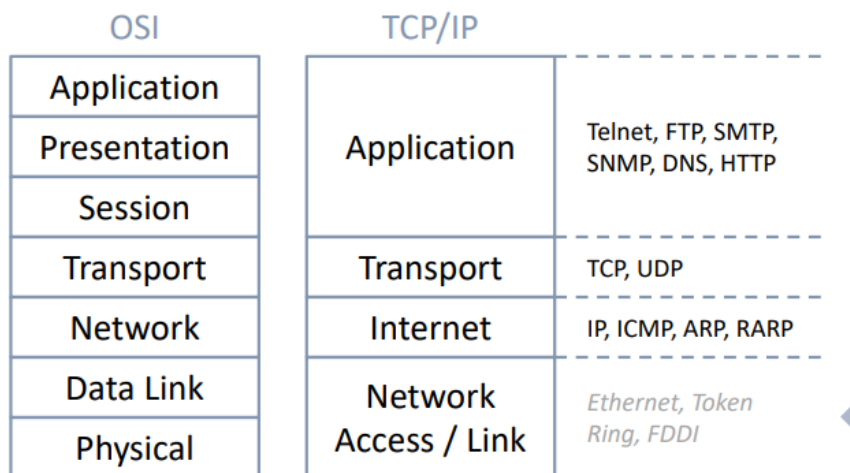 OSI
TCP/IP
Application
Presentation
Session
Transport
Network
Data Link
Physical
Application
Transport
Internet
Network
Access / Link
Telnet, FTP, SMTP,
SNMP, DNS, HTTP
TCP, UDP
IP, ICMP, ARP, RARP
Ethernet, Token
Ring, FDDI